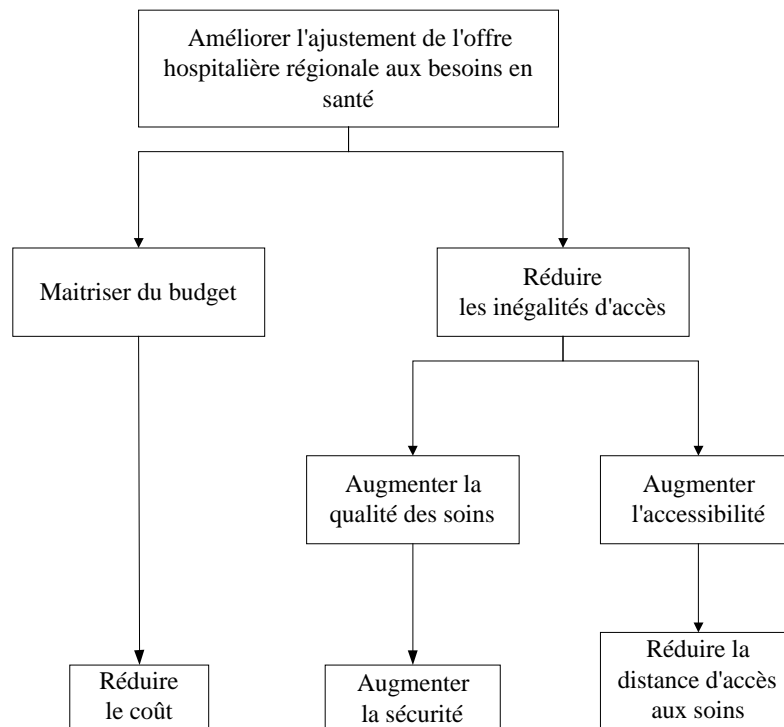 Améliorer l'ajustement de l'offre
hospitalière régionale aux besoins en
santé
Maitriser du budget
Réduire
les inégalités d'accès
Augmenter la
qualité des soins
Augmenter
l'accessibilité
Réduire
le coût
Augmenter
la sécurité
Réduire la
distance d'accès
aux soins